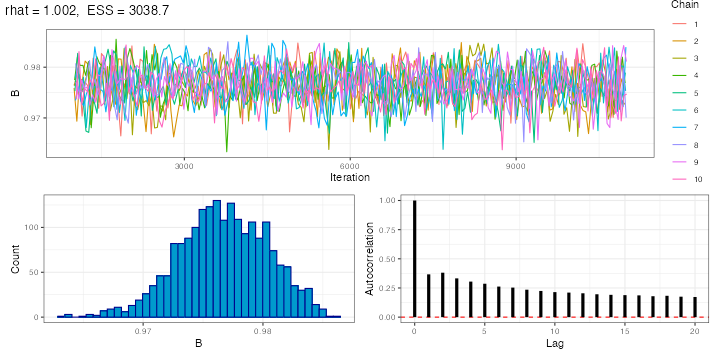 rhat = 1.002,  ESS = 3038.7
Chain
1
2
3
4
5
6
7
8
9
10
B
0.98
0.97
3000 6000 9000
Iteration
Count
100
50
0
0.97 0.98
B
Autocorrelation
1.00
0.75
0.50
0.25
0.00
0 5 10 15 20
Lag